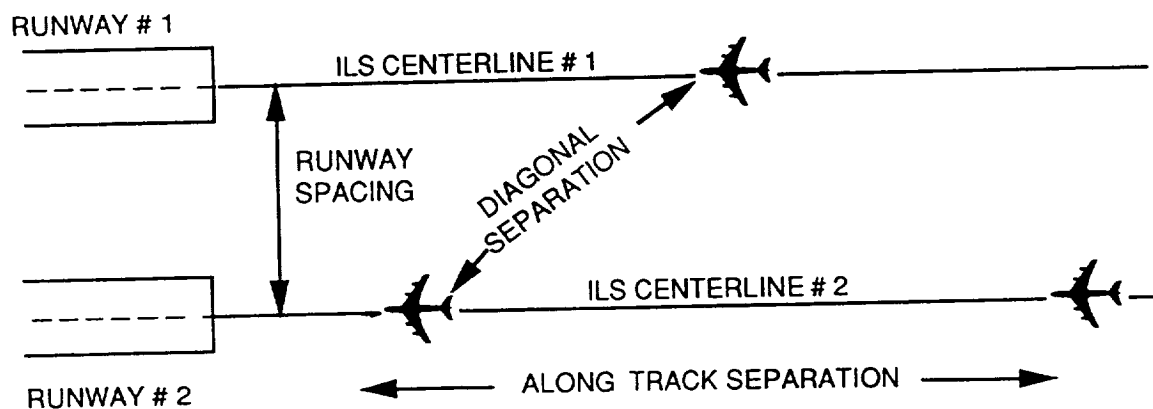 RUNWAY # 1
ILS CENTERLINE # 1
RUNWAY
SPACING
DIAGONAL
SEPARATION
ILS CENTERLINE # 2
ALONG TRACK SEPARATION
RUNWAY # 2